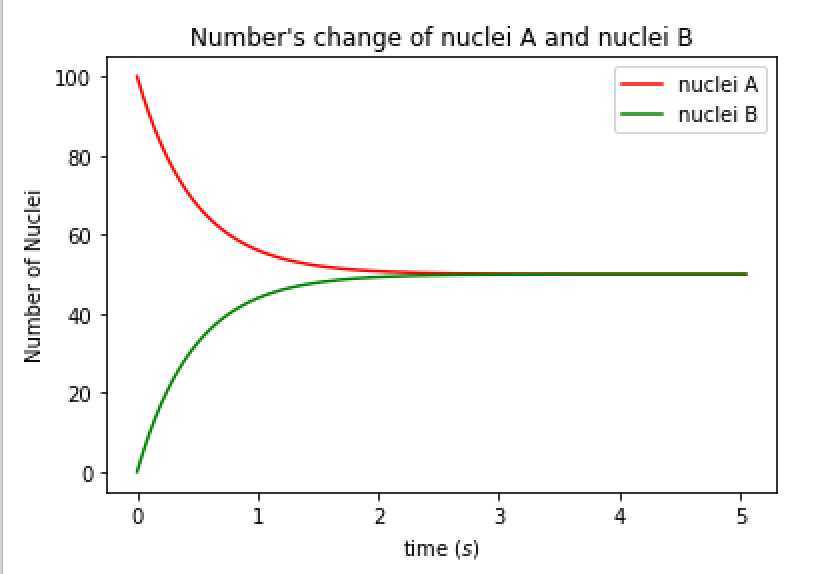 Number's change of nuclei A and nuclei B
nuclei A
nuclei B
Number of Nuclei
100
80
60
40
20
0
0 1 2 3 4 5
time (s)